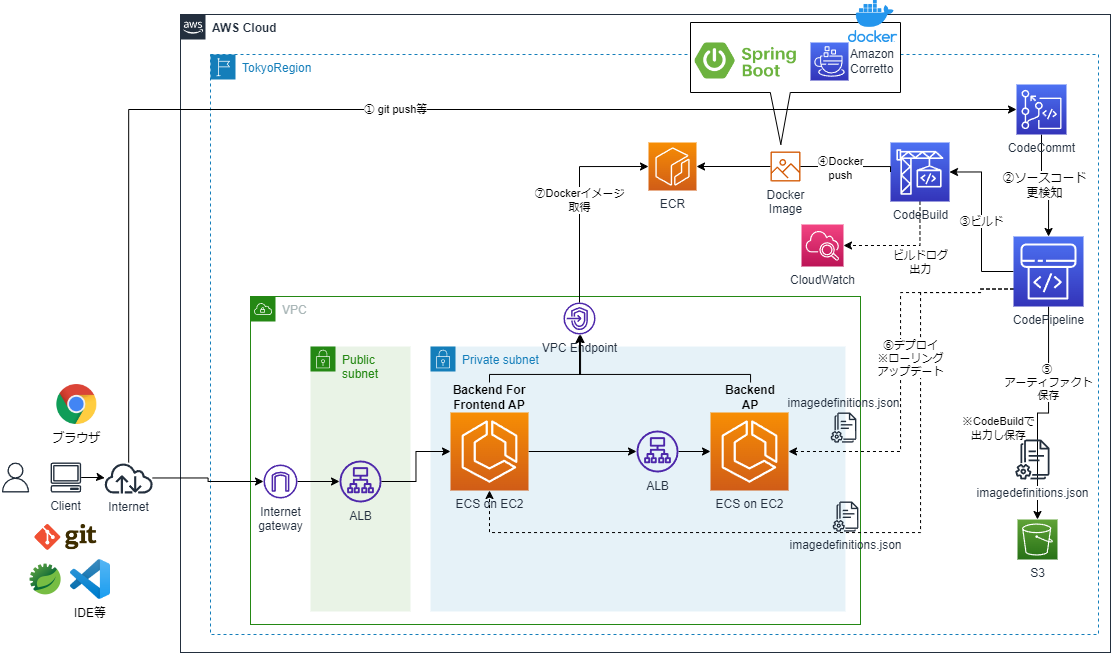 aws
AWS Cloud
docker
TokyoRegion
Spring
Boot
Amazon
Corretto
① git push等
CodeCommt
④Docker
push
②ソースコード
更検知
⑦Dockerイメージ
取得
ECR
Docker
Image
CodeBuild
③ビルド
ビルドログ
出力
CloudWatch
CodePipeline
VPC
VPC Endpoint
⑥デプロイ
※ローリング
アップデート
Public
subnet
Private subnet
⑤
アーティファクト
保存
Backend For
Frontend AP
Backend
AP
imagedefinitions.json
※CodeBuildで
出力し保存
ブラウザ
ALB
imagedefinitions.json
Client
Internet
Internet
gateway
ALB
ECS on EC2
ECS on EC2
imagedefinitions.json
git
S3
IDE等